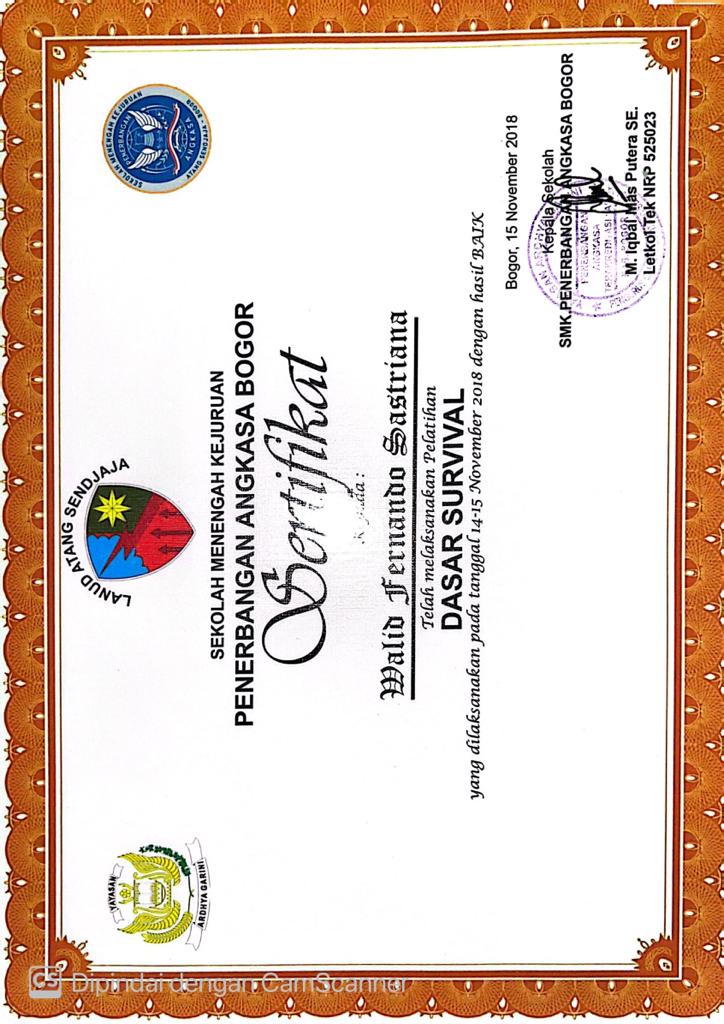 Dipindai dengan CamScanner
CS
LANUD ATANG SENDJAJA
YAYASAN
ARDHYA GARINI
SEKOLAH MENENGAH KEJURUAN
PENERBANGAN
ANGKASA
ATANG SENDJAJA - BOGOR
SEKOLAH MENENGAH KEJURUAN
PENERBANGAN ANGKASA BOGOR
Sertifikat
Kepada :
Walid Fernando Sastriana
Telah melaksanakan Pelatihan
DASAR SURVIVAL
yang dilaksanakan pada tanggal 14-15 November 2018 dengan hasil BAIK
Bogor, 15 November 2018
Kepala Sekolah
SMK.PENERBANGAN ANGKASA BOGOR
YAYASAN ARDHYA
PENERBANGAN
ANGKASA
TERAKREDITASI
BOGOR
M. Iqbal Mas Putera SE.
Letkol Tek NRP 525023